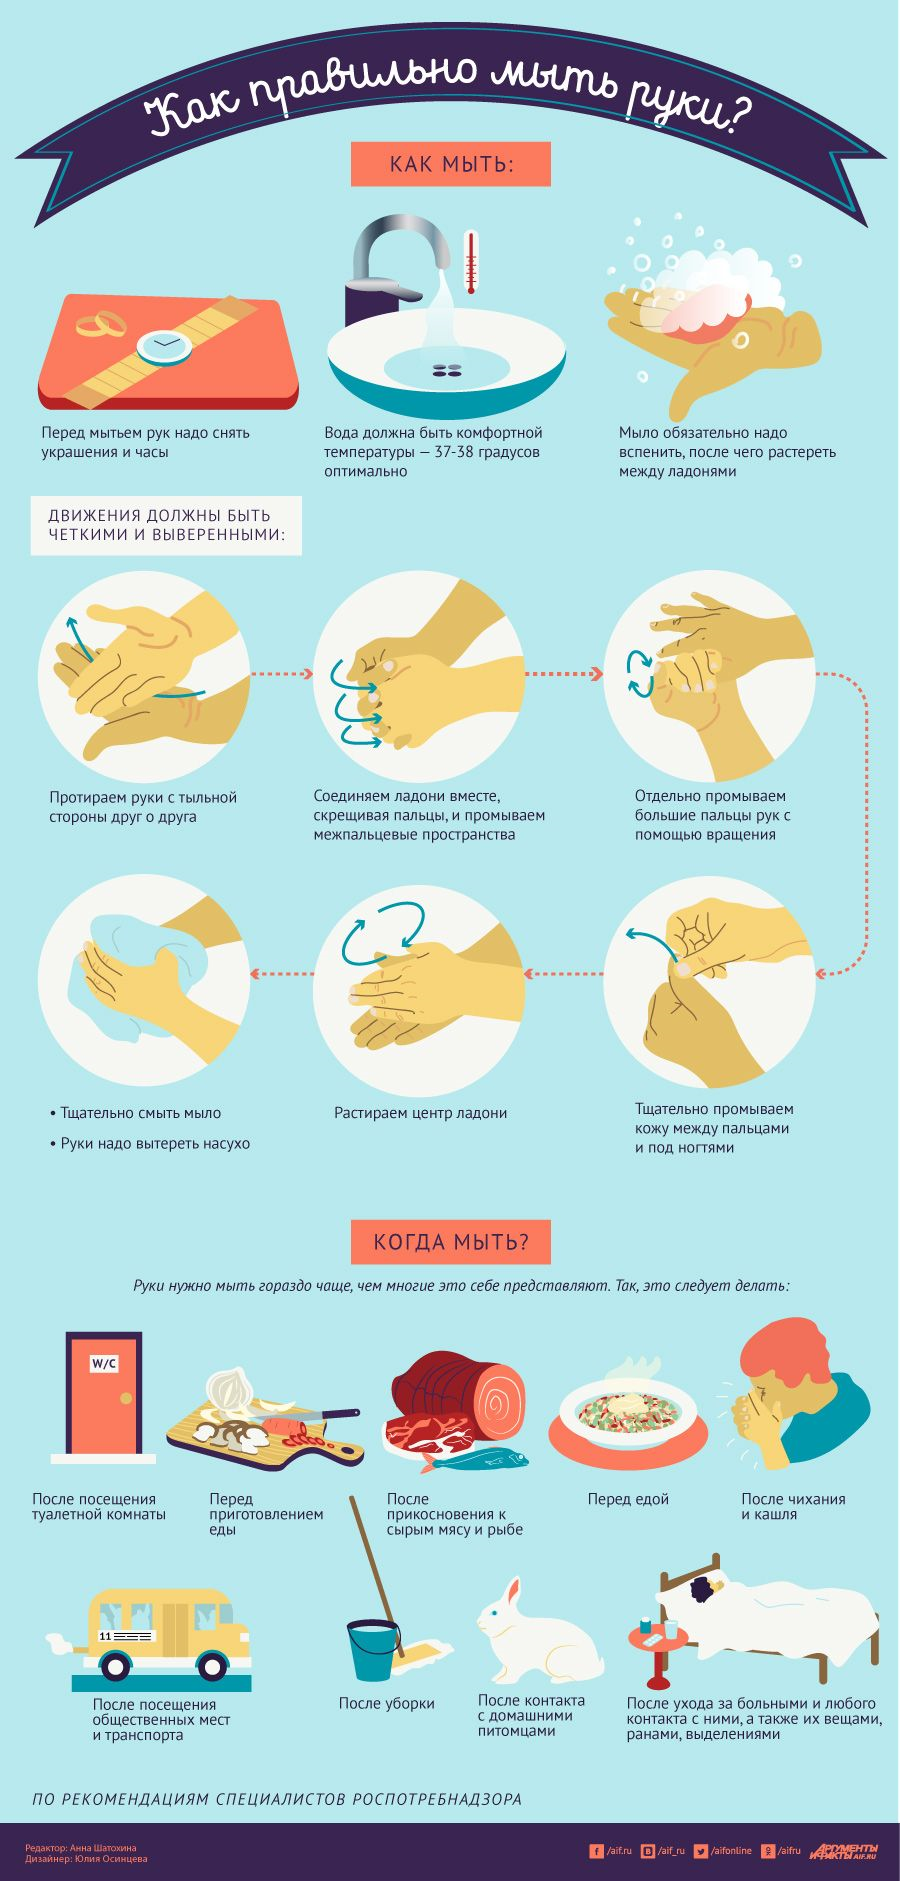 Как правильно мыть руки?
КАК МЫТЬ:
Перед мытьем рук надо снять
украшения и часы
Вода должна быть комфортной
температуры — 37-38 градусов
оптимально
Мыло обязательно надо
вспенить, после чего растереть
между ладонями
ДВИЖЕНИЯ ДОЛЖНЫ БЫТЬ
ЧЕТКИМИ И ВЫВЕРЕННЫМИ:
Протираем руки с тыльной
стороны друг о друга
Соединяем ладони вместе,
скрещивая пальцы, и промываем
межпальцевые пространства
Отдельно промываем
большие пальцы рук с
помощью вращения
Тщательно промываем
кожу между пальцами
и под ногтями
Растираем центр ладони
• Тщательно смыть мыло
• Руки надо вытереть насухо
КОГДА МЫТЬ?
Руки нужно мыть гораздо чаще, чем многие это себе представляют. Так, это следует делать:
W/C
После посещения
туалетной комнаты
Перед
приготовлением
еды
После
прикосновения к
сырым мясу и рыбе
Перед едой
После чихания
и кашля
11
После посещения
общественных мест
и транспорта
После уборки
После контакта
с домашними
питомцами
После ухода за больными и любого
контакта с ними, а также их вещами,
ранами, выделениями
ПО РЕКОМЕНДАЦИЯМ СПЕЦИАЛИСТОВ РОСПОТРЕБНАДЗОРА
Редактор: Анна Шатохина
Дизайнер: Юлия Осинцева
/aif.ru
/aif_ru
/aifonline
/aifru
АРГУМЕНТЫ
И ФАКТЫ AIF.RU